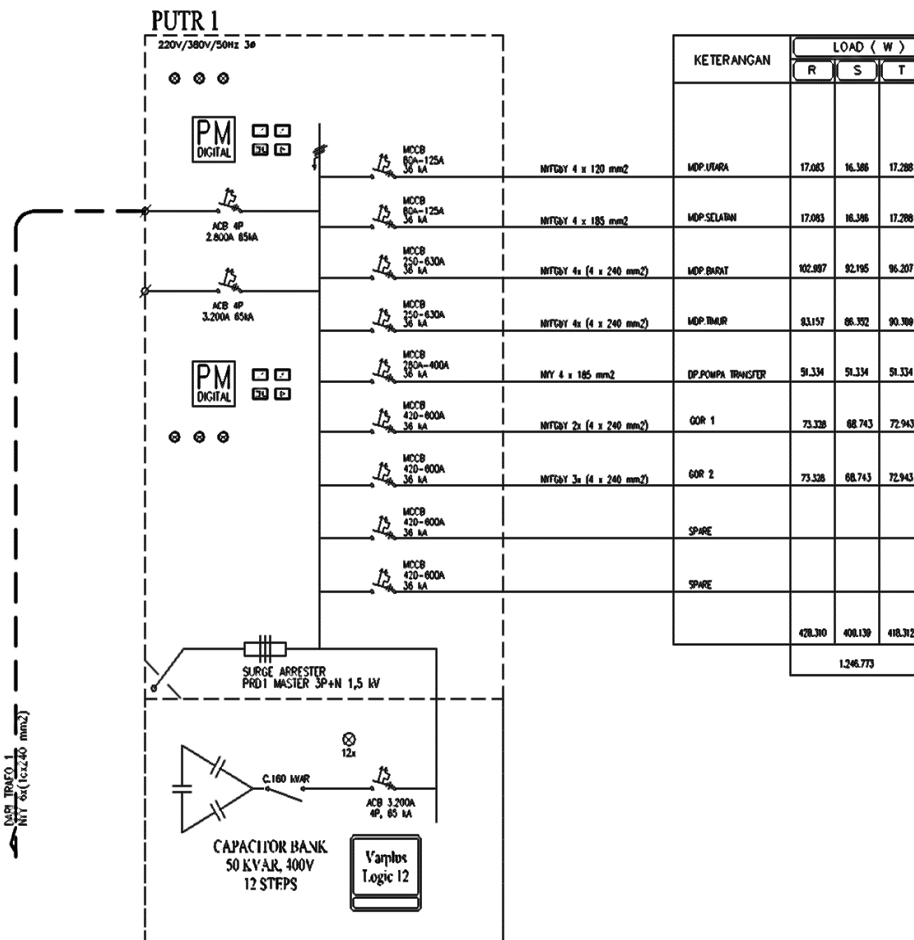 PUTR 1
220V/380V/50Hz 3ø
PM
DIGITAL
ACB 4P
2.800A 65kA
ACB 4P
3.200A 65kA
PM
DIGITAL
MCCB
80A-125A
36 kA
MCCB
80A-125A
36 kA
MCCB
250-630A
36 kA
MCCB
250-630A
36 kA
MCCB
280A-400A
36 kA
MCCB
420-600A
36 kA
MCCB
420-600A
36 kA
MCCB
420-600A
36 kA
MCCB
420-600A
36 kA
KETERANGAN LOAD ( W )
R S T
NYFGbY 4 x 120 mm2 MDP.UTARA 17.083 16.386 17.288
NYFGbY 4 x 185 mm2 MDP.SELATAN 17.083 16.386 17.288
NYFGbY 4x (4 x 240 mm2) MDP.BARAT 102.997 92.195 96.207
NYFGbY 4x (4 x 240 mm2) MDP.TIMUR 93.157 86.352 90.309
NYY 4 x 185 mm2 DP.POMPA TRANSFER 51.334 51.334 51.334
NYFGbY 2x (4 x 240 mm2) GOR 1 73.328 68.743 72.943
NYFGbY 3x (4 x 240 mm2) GOR 2 73.328 68.743 72.943
SPARE
SPARE
428.310 400.139 418.312
1.246.773
SURGE ARRESTER
PRD1 MASTER 3P+N 1,5 kV
12x
C.160 kVAR
ACB 3.200A
4P, 65 kA
CAPACITOR BANK
50 KVAR, 400V
12 STEPS
Varplus
Logic 12
DARI TRAFO 1
NYY 6x(1cx240 mm2)